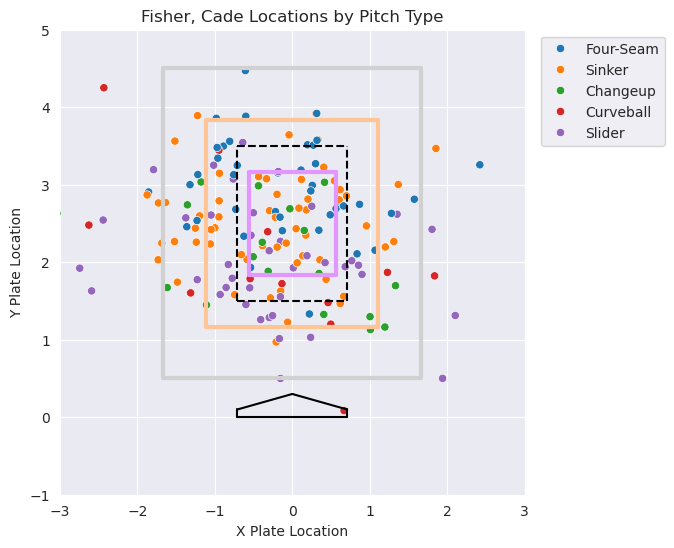 Fisher, Cade Locations by Pitch Type
5
4
3
2
1
0
−1
−3
−2
−1
0
1
2
3
Y Plate Location
X Plate Location
Four-Seam
Sinker
Changeup
Curveball
Slider